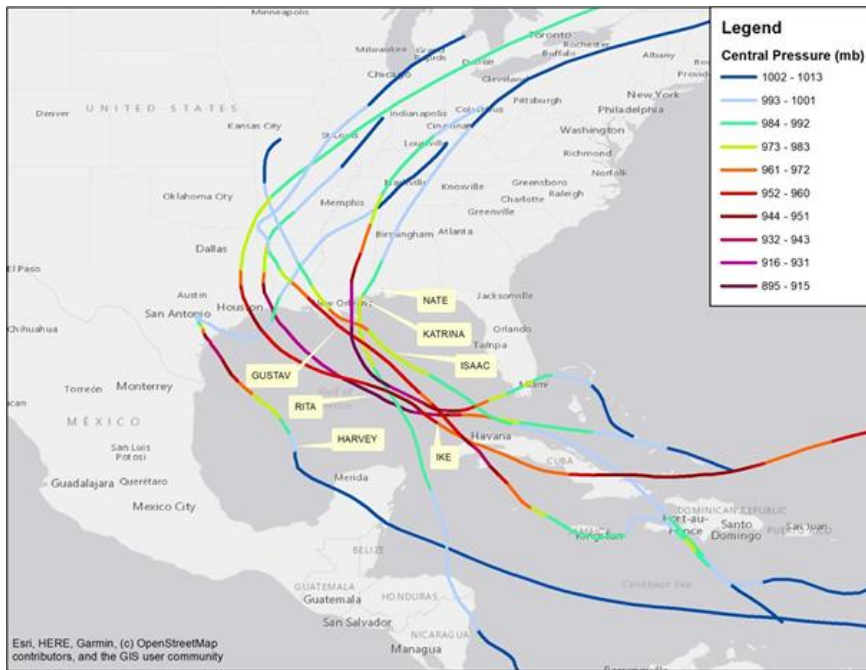 Minneapolis
Toronto
Milwaukee
Grand
Rapids
Rochester
Buffalo
Albany
Chicago
Detroit
Cleveland
Provide
New York
Pittsburgh
Philadelphia
Denver
UNITED STATES
Indianapolis
Columbus
Cincinnati
Kansas City
St Louis
Washington
Louisville
Richmond
Norfolk
Nashville
Knoxville
Greensboro
Raleigh
Charlotte
Greenville
Oklahoma City
Memphis
Birmingham
Atlanta
Dallas
El Paso
Austin
Houston
San Antonio
New Orleans
Jacksonville
Orlando
Tampa
Miami
Chihuahua
Torreón
Monterrey
MÉXICO
San Luis
Potosí
Guadalajara
Querétaro
Mexico City
Merida
Havana
CUBA
Kingston
Port-au-
Prince
DOMINICAN REPUBLIC
Santo
Domingo
San Juan
PUERTO RICO
Caribbean Sea
BELIZE
GUATEMALA
Guatemala
HONDURAS
San Salvador
NICARAGUA
Managua
NATE
KATRINA
ISAAC
GUSTAV
RITA
HARVEY
IKE
Legend
Central Pressure (mb)
1002 - 1013
993 - 1001
984 - 992
973 - 983
961 - 972
952 - 960
944 - 951
932 - 943
916 - 931
895 - 915
Esri, HERE, Garmin, (c) OpenStreetMap
contributors, and the GIS user community